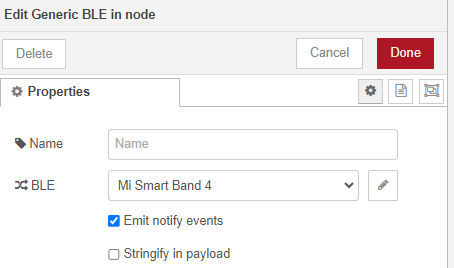 Edit Generic BLE in node
Delete
Cancel
Done
Properties
Name
Name
BLE
Mi Smart Band 4
Emit notify events
Stringify in payload